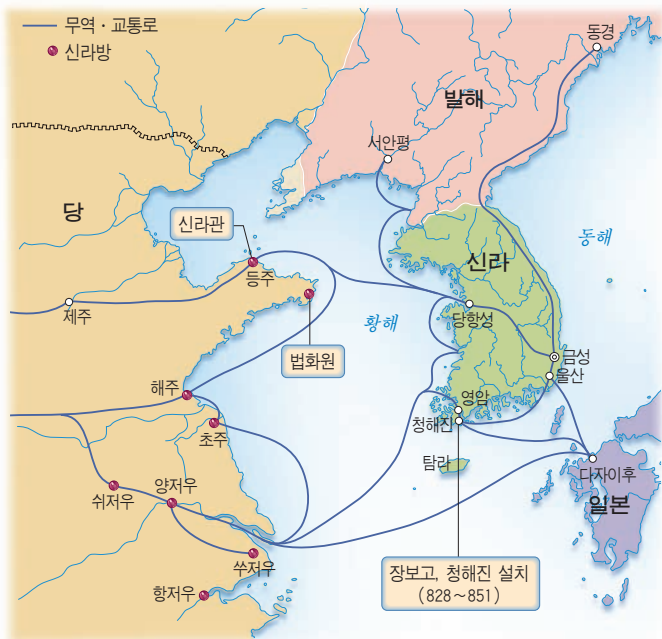 무역·교통로
신라방
동경
발해
서안평
당
신라관
등주
동해
신라
제주
당항성
황해
법화원
금성
울산
해주
영암
청해진
초주
탐라
다자이후
쉬저우
양저우
일본
쑤저우
장보고, 청해진 설치
(828~851)
항저우